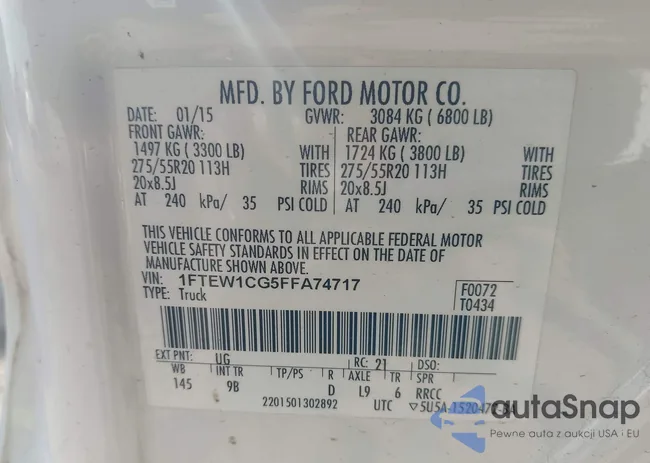 MFD. BY FORD MOTOR CO.
DATE: 01/15 GVWR: 3084 KG ( 6800 LB)
FRONT GAWR: REAR GAWR:
1497 KG ( 3300 LB) WITH 1724 KG ( 3800 LB) WITH
275/55R20 113H TIRES 275/55R20 113H TIRES
20x8.5J RIMS 20x8.5J RIMS
AT 240 kPa/ 35 PSI COLD AT 240 kPa/ 35 PSI COLD
THIS VEHICLE CONFORMS TO ALL APPLICABLE FEDERAL MOTOR
VEHICLE SAFETY STANDARDS IN EFFECT ON THE DATE OF
MANUFACTURE SHOWN ABOVE.
VIN: 1FTEW1CG5FFA74717 F0072
TYPE: Truck T0434
EXT PNT: UG RC: 21 DSO:
WB INT TR TP/PS R AXLE TR SPR
145 9B D L9 6 RRCC
2201501302892 UTC ▽5U5A-1520472-
autoSnap
Pewne auta z aukcji USA i EU